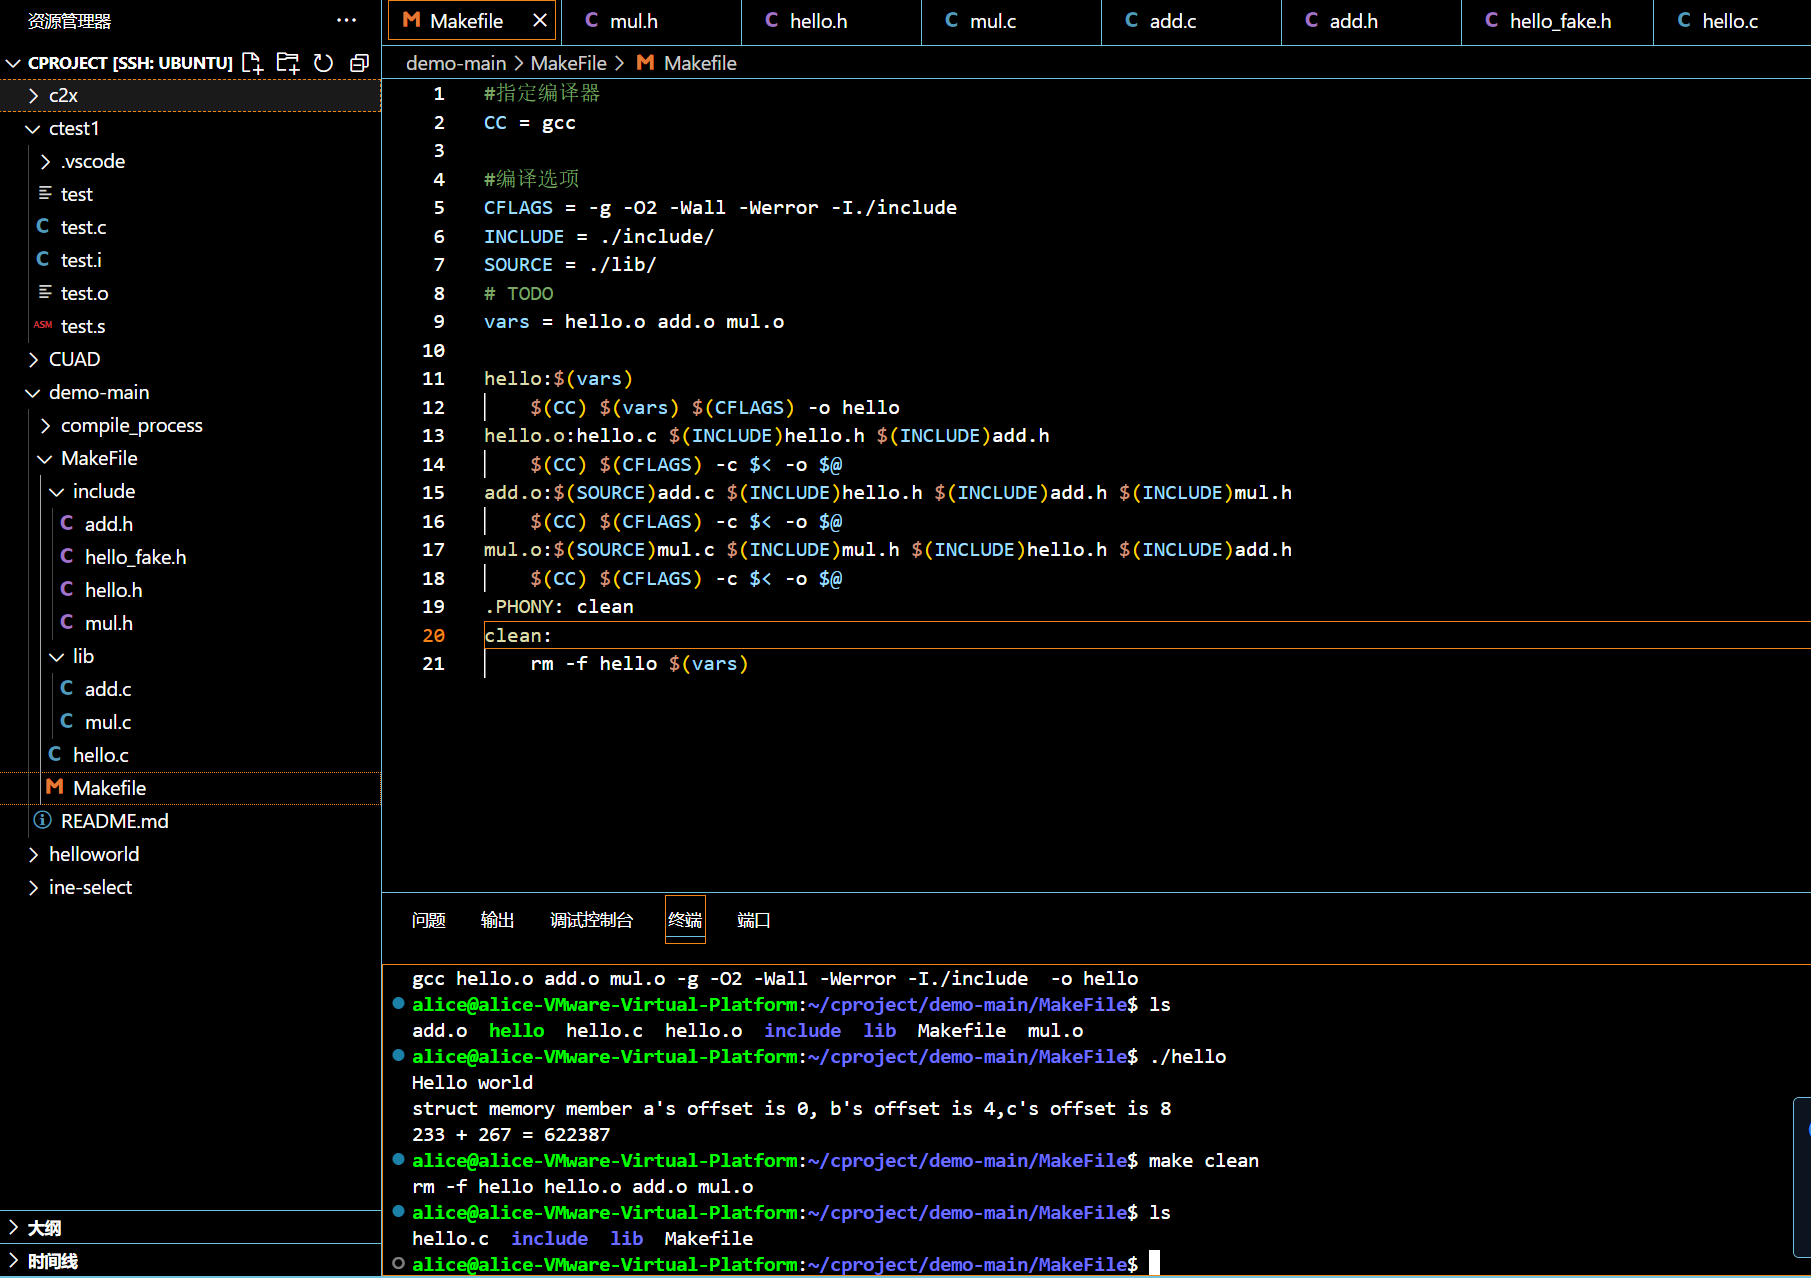 资源管理器 ···
CPROJECT [SSH: UBUNTU]
c2x
ctest1
.vscode
test
C test.c
C test.i
test.o
ASM test.s
CUAD
demo-main
compile_process
MakeFile
include
C add.h
C hello_fake.h
C hello.h
C mul.h
lib
C add.c
C mul.c
C hello.c
M Makefile
README.md
helloworld
ine-select
大纲
时间线
M Makefile C mul.h C hello.h C mul.c C add.c C add.h C hello_fake.h C hello.c
demo-main > MakeFile > M Makefile
1 #指定编译器
2 CC = gcc
3
4 #编译选项
5 CFLAGS = -g -O2 -Wall -Werror -I./include
6 INCLUDE = ./include/
7 SOURCE = ./lib/
8 # TODO
9 vars = hello.o add.o mul.o
10
11 hello:$(vars)
12 $(CC) $(vars) $(CFLAGS) -o hello
13 hello.o:hello.c $(INCLUDE)hello.h $(INCLUDE)add.h
14 $(CC) $(CFLAGS) -c $< -o $@
15 add.o:$(SOURCE)add.c $(INCLUDE)hello.h $(INCLUDE)add.h $(INCLUDE)mul.h
16 $(CC) $(CFLAGS) -c $< -o $@
17 mul.o:$(SOURCE)mul.c $(INCLUDE)mul.h $(INCLUDE)hello.h $(INCLUDE)add.h
18 $(CC) $(CFLAGS) -c $< -o $@
19 .PHONY: clean
20 clean:
21 rm -f hello $(vars)
问题 输出 调试控制台 终端 端口
gcc hello.o add.o mul.o -g -O2 -Wall -Werror -I./include  -o hello
alice@alice-VMware-Virtual-Platform:~/cproject/demo-main/MakeFile$ ls
add.o  hello  hello.c  hello.o  include  lib  Makefile  mul.o
alice@alice-VMware-Virtual-Platform:~/cproject/demo-main/MakeFile$ ./hello
Hello world
struct memory member a's offset is 0, b's offset is 4,c's offset is 8
233 + 267 = 622387
alice@alice-VMware-Virtual-Platform:~/cproject/demo-main/MakeFile$ make clean
rm -f hello hello.o add.o mul.o
alice@alice-VMware-Virtual-Platform:~/cproject/demo-main/MakeFile$ ls
hello.c  include  lib  Makefile
alice@alice-VMware-Virtual-Platform:~/cproject/demo-main/MakeFile$